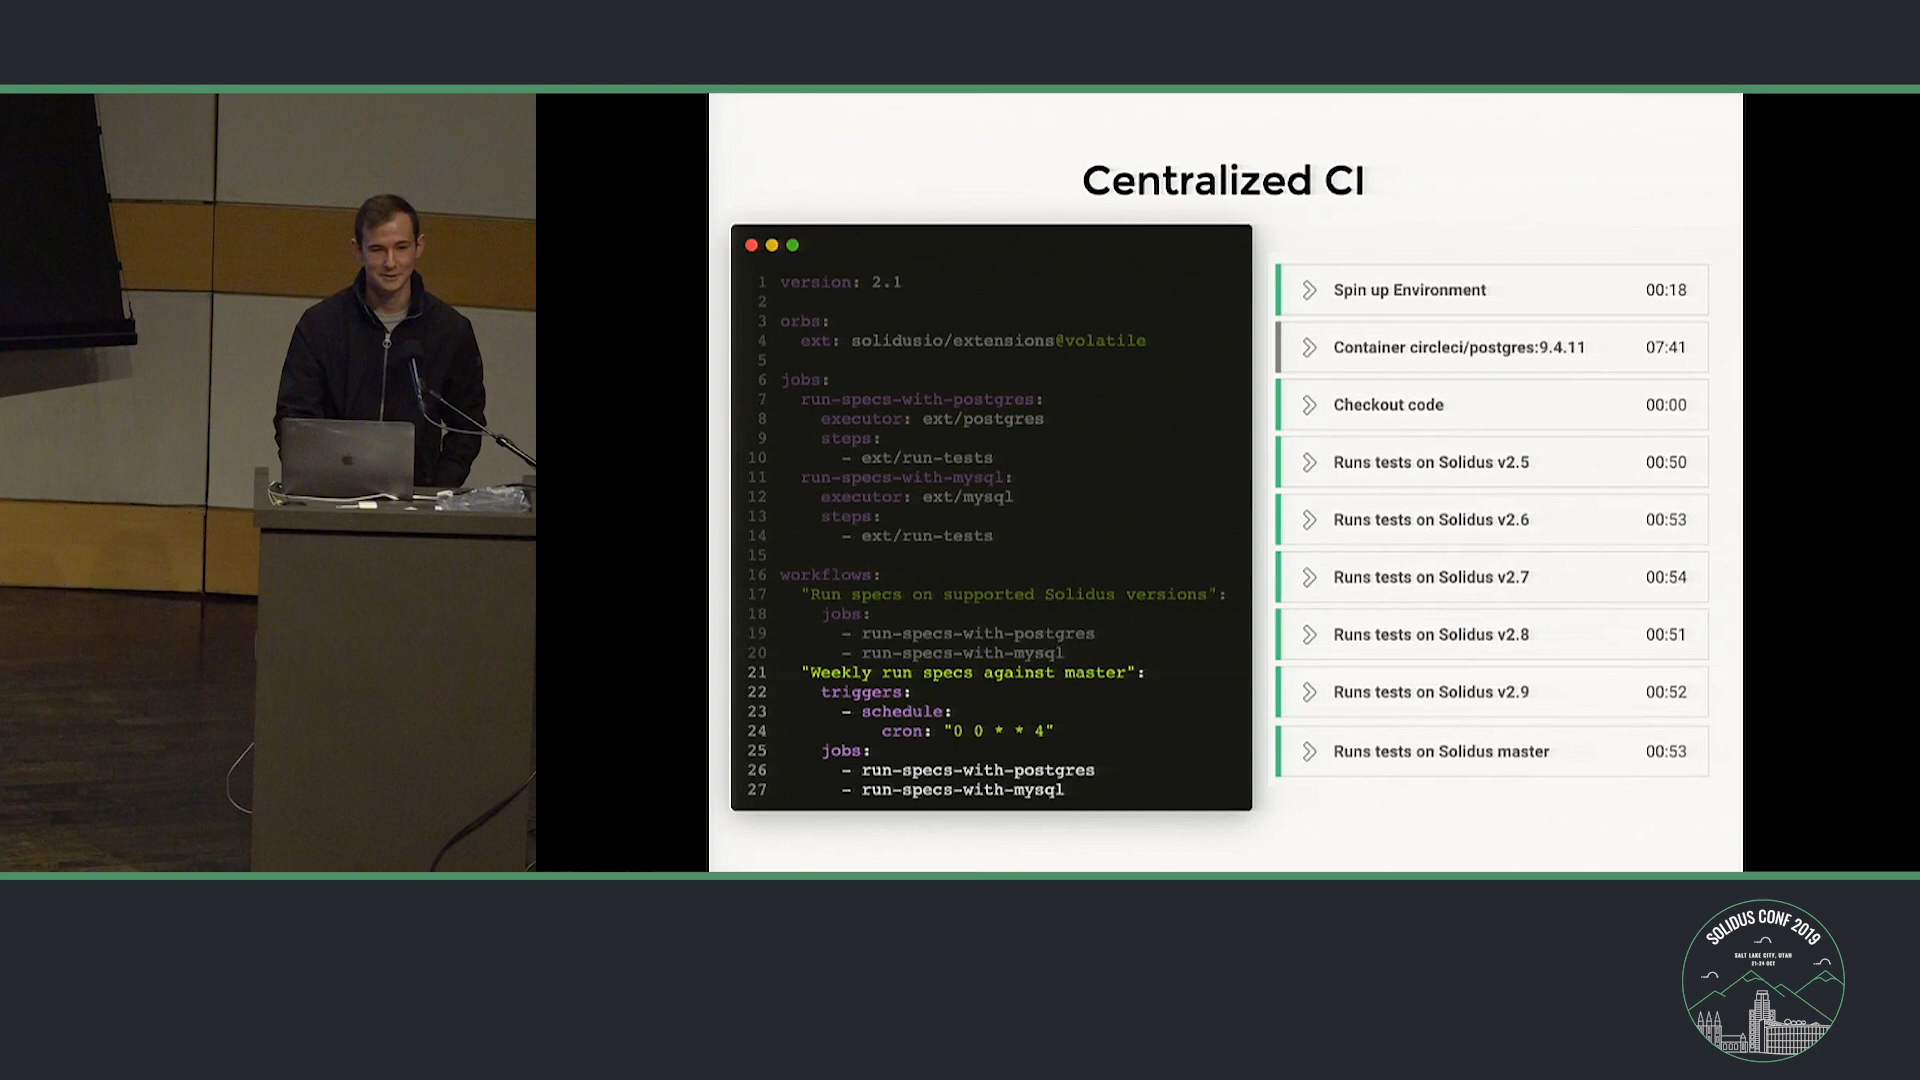 Centralized CI
1 version: 2.1
2
3 orbs:
4 ext: solidusio/extensions@volatile
5
6 jobs:
7 run-specs-with-postgres:
8 executor: ext/postgres
9 steps:
10 - ext/run-tests
11 run-specs-with-mysql:
12 executor: ext/mysql
13 steps:
14 - ext/run-tests
15
16 workflows:
17 "Run specs on supported Solidus versions":
18 jobs:
19 - run-specs-with-postgres
20 - run-specs-with-mysql
21 "Weekly run specs against master":
22 triggers:
23 - schedule:
24 cron: "0 0 * * 4"
25 jobs:
26 - run-specs-with-postgres
27 - run-specs-with-mysql
Spin up Environment 00:18
Container circleci/postgres:9.4.11 07:41
Checkout code 00:00
Runs tests on Solidus v2.5 00:50
Runs tests on Solidus v2.6 00:53
Runs tests on Solidus v2.7 00:54
Runs tests on Solidus v2.8 00:51
Runs tests on Solidus v2.9 00:52
Runs tests on Solidus master 00:53
SOLIDUS CONF 2019
SALT LAKE CITY, UTAH
21-24 OCT